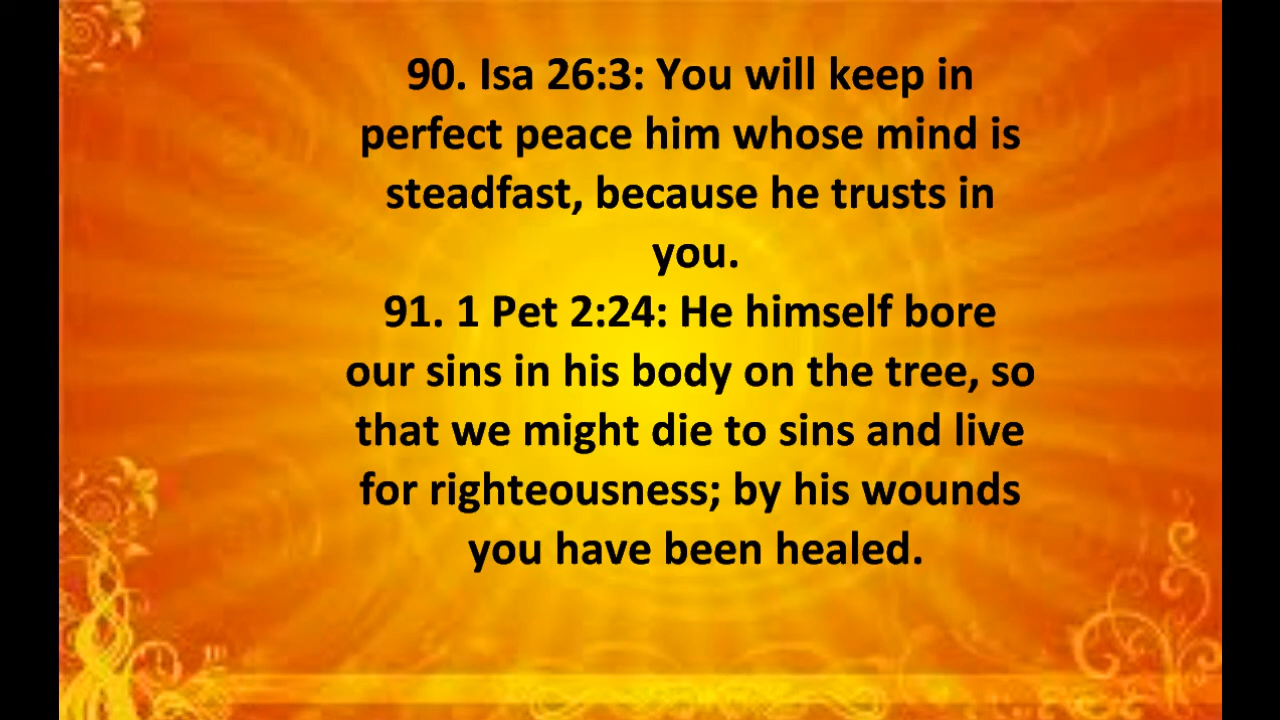 90. Isa 26:3: You will keep in
perfect peace him whose mind is
steadfast, because he trusts in
you.
91. 1 Pet 2:24: He himself bore
our sins in his body on the tree, so
that we might die to sins and live
for righteousness; by his wounds
you have been healed.